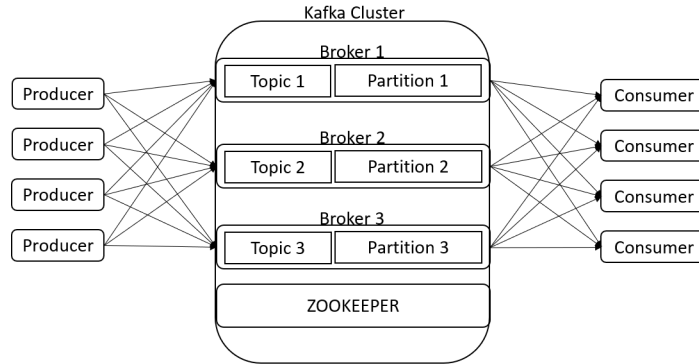 Kafka Cluster
Broker 1
Topic 1 Partition 1
Producer
Consumer
Broker 2
Producer
Consumer
Topic 2 Partition 2
Producer
Consumer
Broker 3
Producer
Topic 3 Partition 3
Consumer
ZOOKEEPER